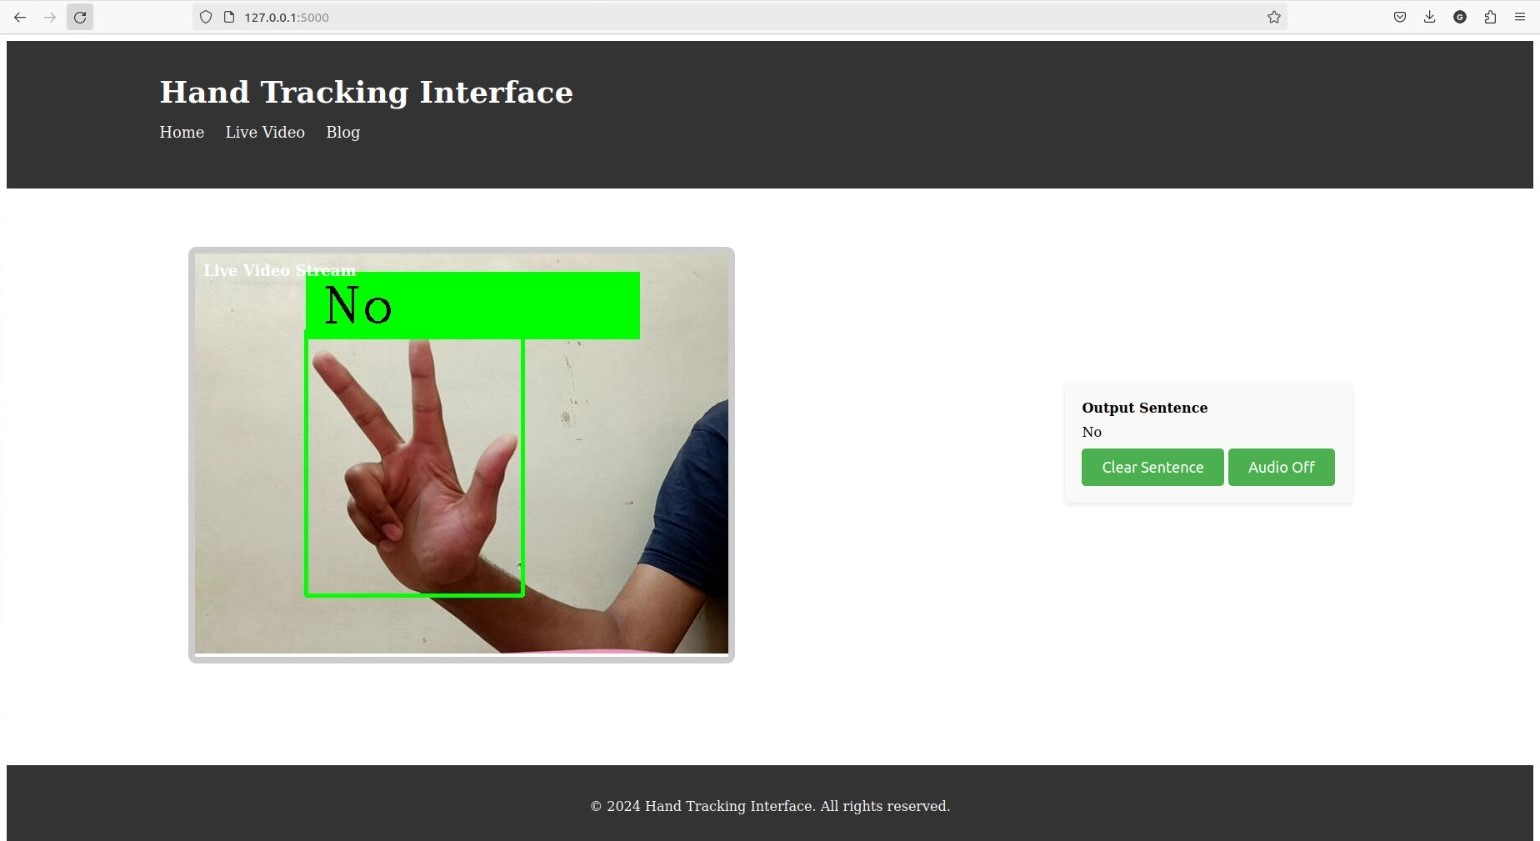 127.0.0.1:5000
Hand Tracking Interface
Home Live Video Blog
Live Video Stream
No
Output Sentence
No
Clear Sentence Audio Off
© 2024 Hand Tracking Interface. All rights reserved.